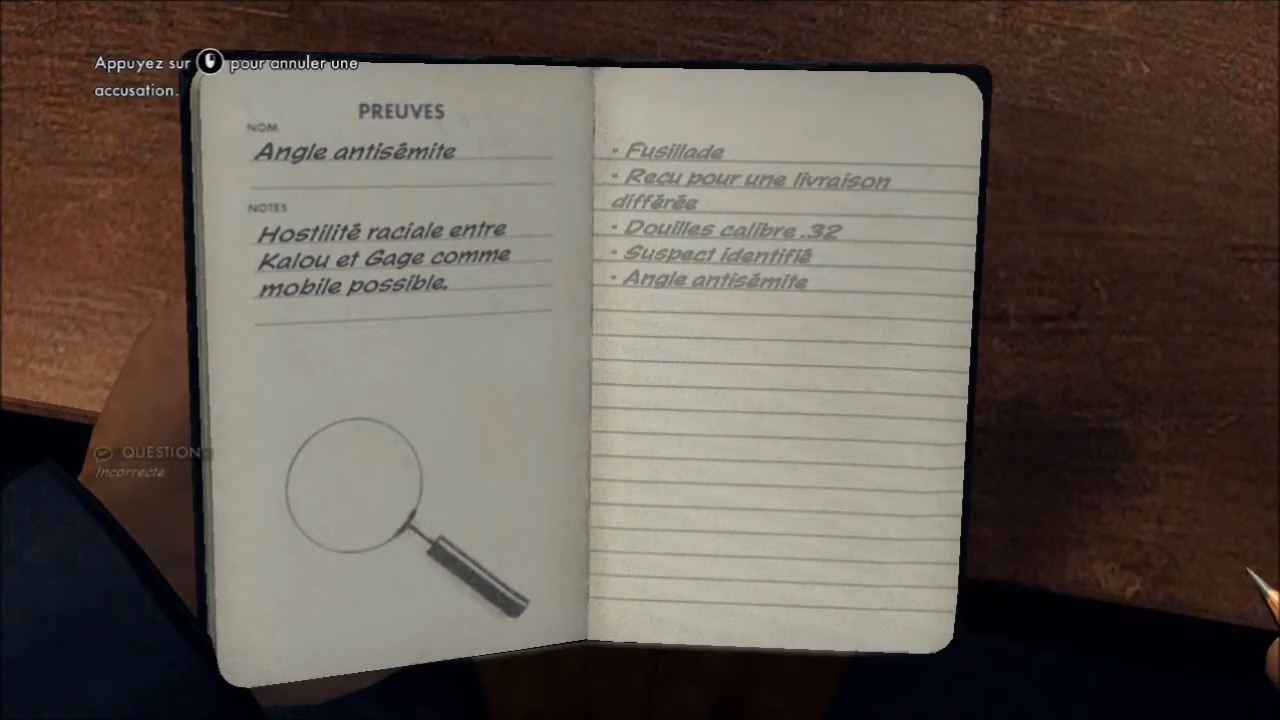 Appuyez sur pour annuler une
accusation.
PREUVES
NOM
Angle antisémite
NOTES
Hostilité raciale entre
Kalou et Gage comme
mobile possible.
• Fusillade
• Reçu pour une livraison
différée
• Douilles calibre .32
• Suspect identifié
• Angle antisémite
QUESTION
Incorrecte